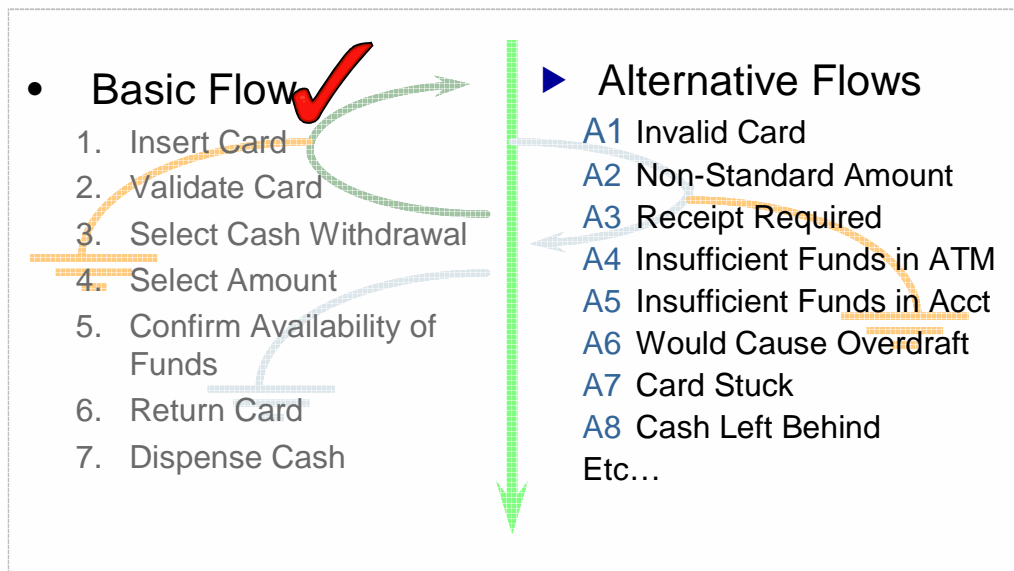 • Basic Flow
1. Insert Card
2. Validate Card
3. Select Cash Withdrawal
4. Select Amount
5. Confirm Availability of
Funds
6. Return Card
7. Dispense Cash
Alternative Flows
A1 Invalid Card
A2 Non-Standard Amount
A3 Receipt Required
A4 Insufficient Funds in ATM
A5 Insufficient Funds in Acct
A6 Would Cause Overdraft
A7 Card Stuck
A8 Cash Left Behind
Etc…